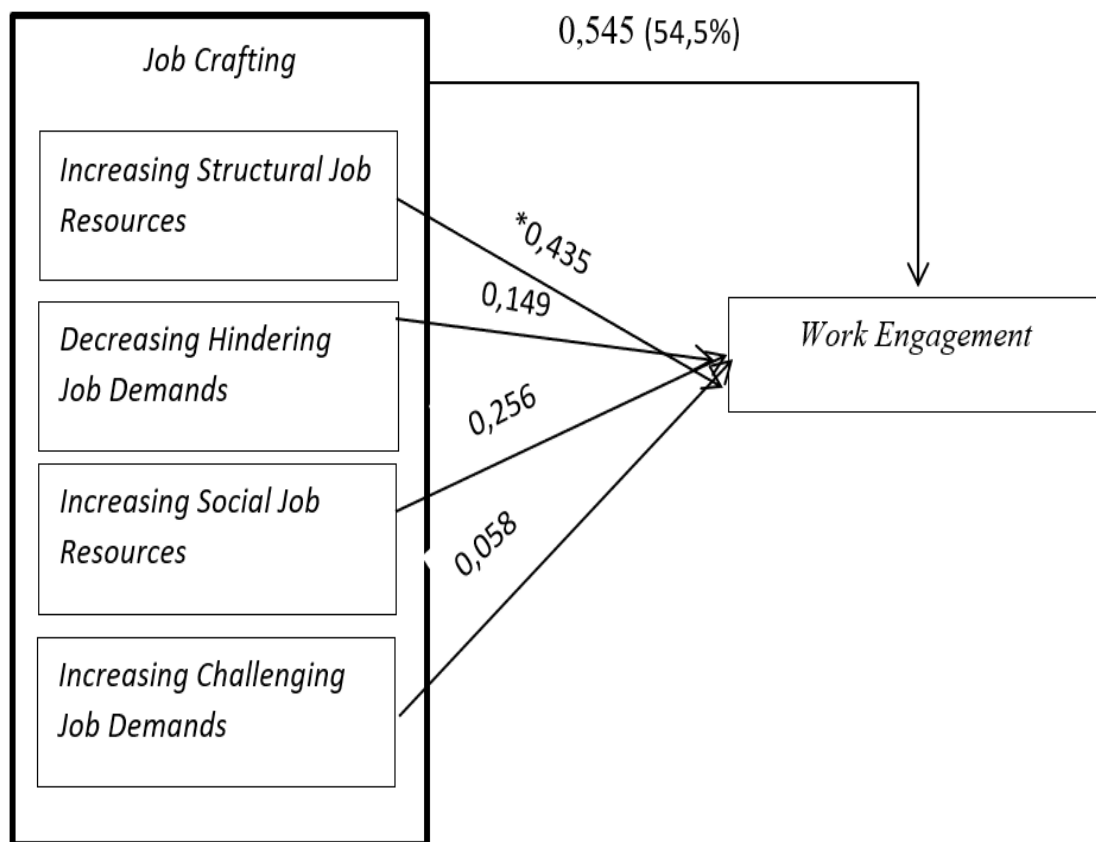 0,545 (54,5%)
Job Crafting
Increasing Structural Job
Resources
*0,435
0,149
Decreasing Hindering
Job Demands
Work Engagement
0,256
Increasing Social Job
Resources
0,058
Increasing Challenging
Job Demands